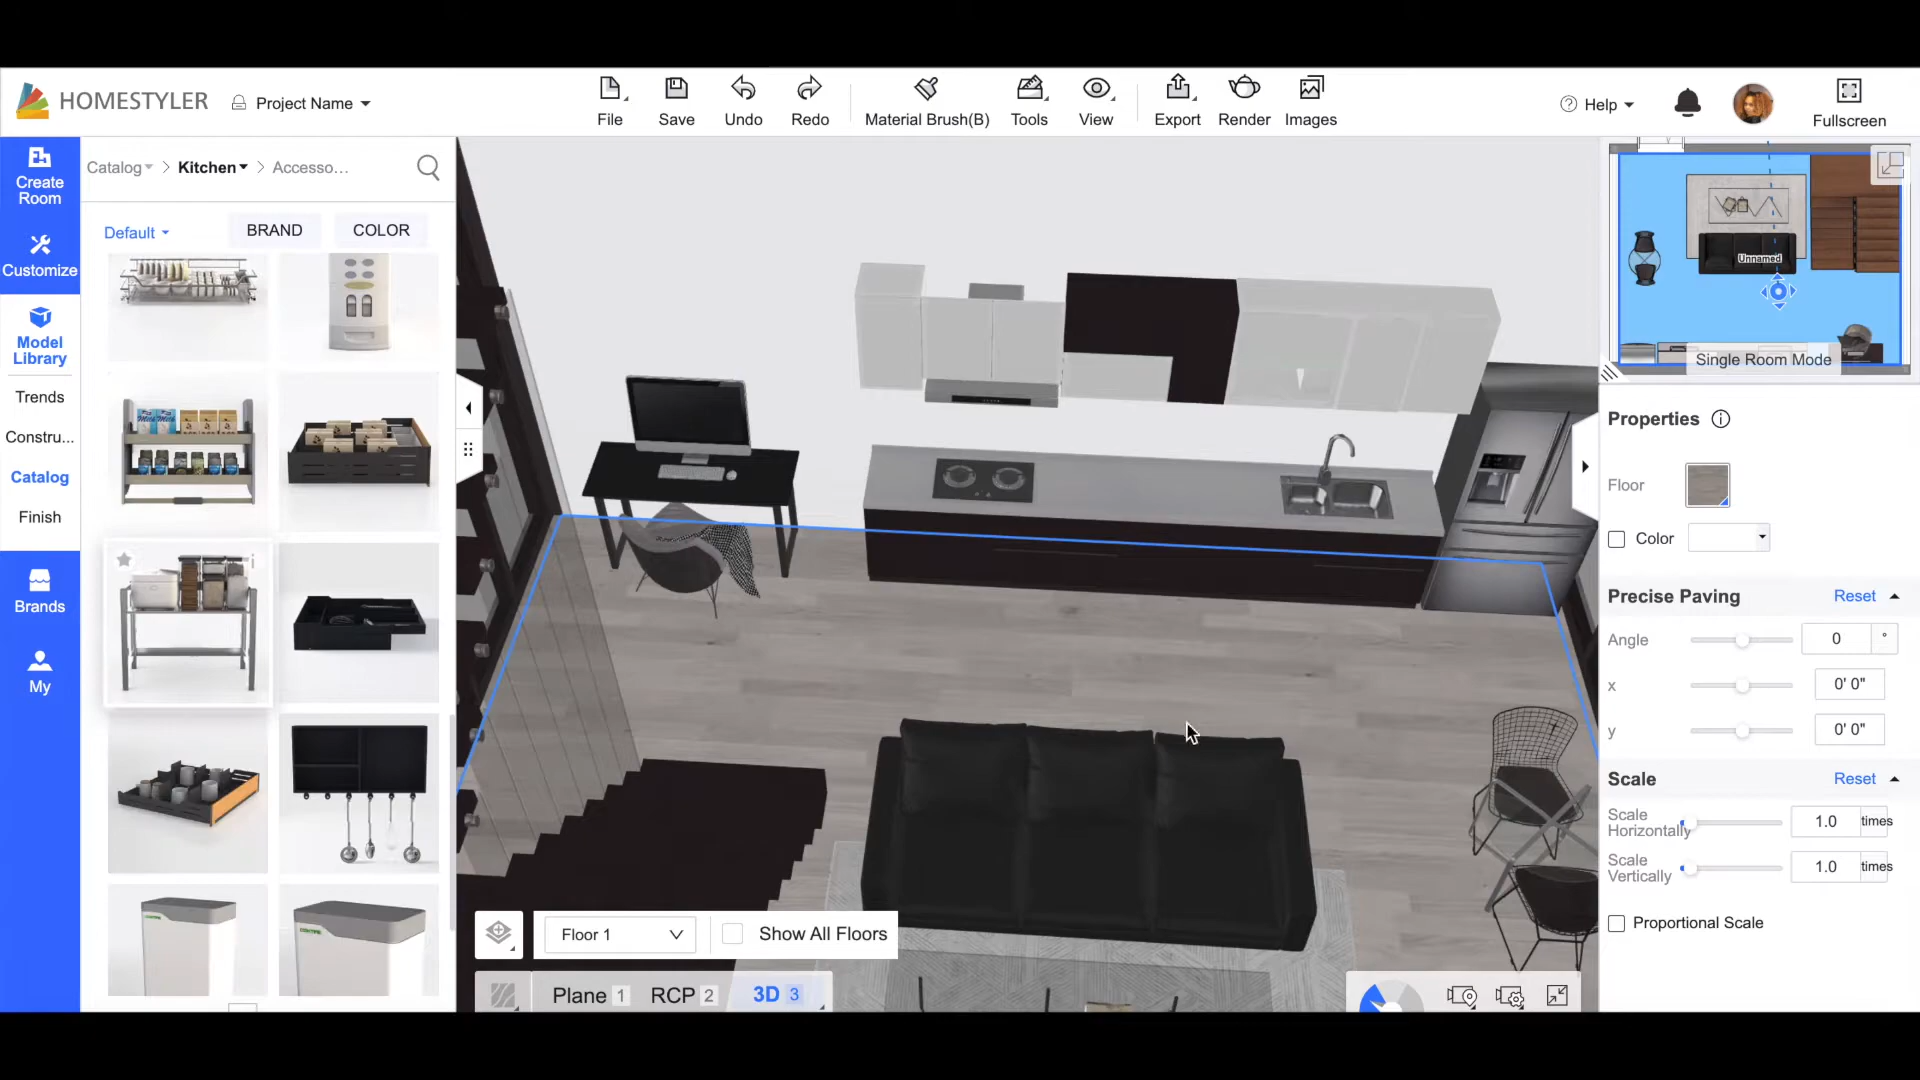 HOMESTYLER
Project Name
File
Save
Undo
Redo
Material Brush(B)
Tools
View
Export
Render
Images
Help
Fullscreen
Create Room
Customize
Model Library
Trends
Constru...
Catalog
Finish
Brands
My
Catalog
Kitchen
Accesso...
Default
BRAND
COLOR
Unnamed
Single Room Mode
Properties
Floor
Color
Precise Paving
Reset
Angle
0
°
x
0' 0"
y
0' 0"
Scale
Reset
Scale Horizontally
1.0
times
Scale Vertically
1.0
times
Proportional Scale
Floor 1
Show All Floors
Plane 1
RCP 2
3D 3